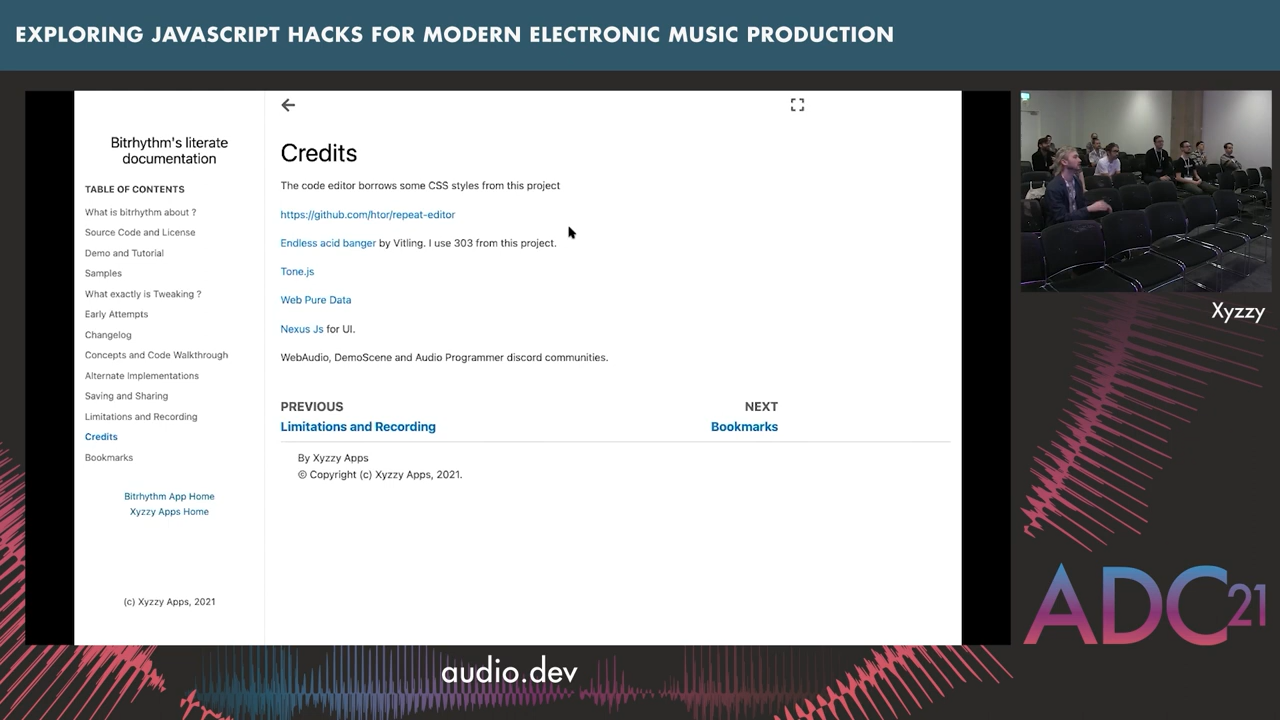 EXPLORING JAVASCRIPT HACKS FOR MODERN ELECTRONIC MUSIC PRODUCTION
Bitrhythm's literate
documentation
TABLE OF CONTENTS
What is bitrhythm about ?
Source Code and License
Demo and Tutorial
Samples
What exactly is Tweaking ?
Early Attempts
Changelog
Concepts and Code Walkthrough
Alternate Implementations
Saving and Sharing
Limitations and Recording
Credits
Bookmarks
Bitrhythm App Home
Xyzzy Apps Home
(c) Xyzzy Apps, 2021
Credits
The code editor borrows some CSS styles from this project
https://github.com/htor/repeat-editor
Endless acid banger by Vitling. I use 303 from this project.
Tone.js
Web Pure Data
Nexus Js for UI.
WebAudio, DemoScene and Audio Programmer discord communities.
PREVIOUS
Limitations and Recording
NEXT
Bookmarks
By Xyzzy Apps
© Copyright (c) Xyzzy Apps, 2021.
Xyzzy
ADC21
audio.dev